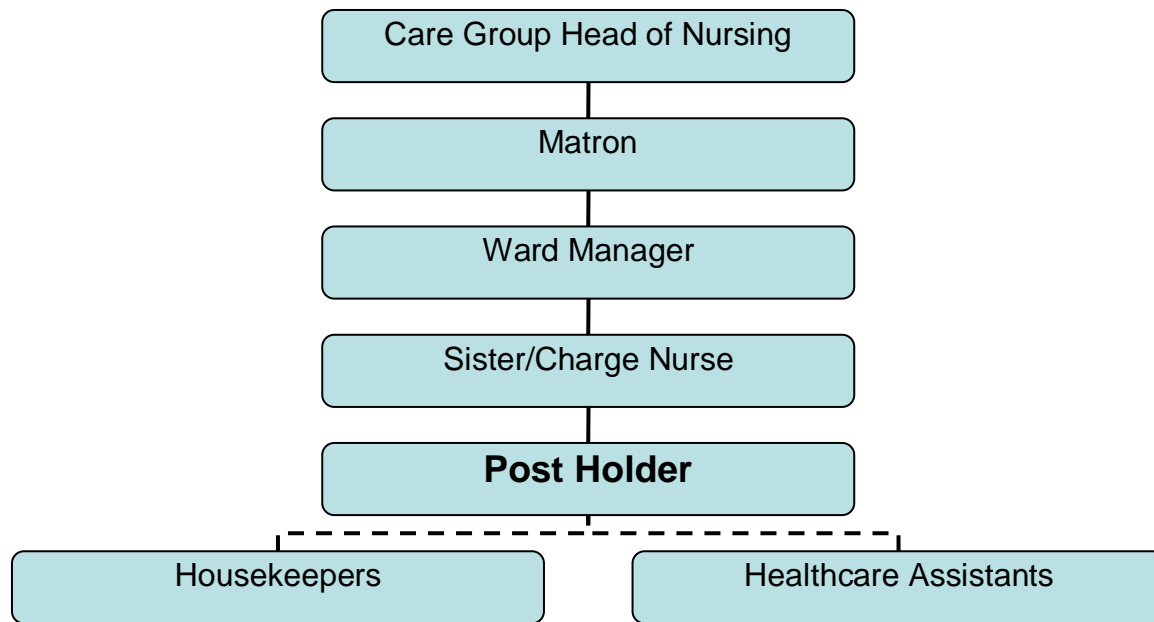 Care Group Head of Nursing
Matron
Ward Manager
Sister/Charge Nurse
Post Holder
Housekeepers
Healthcare Assistants